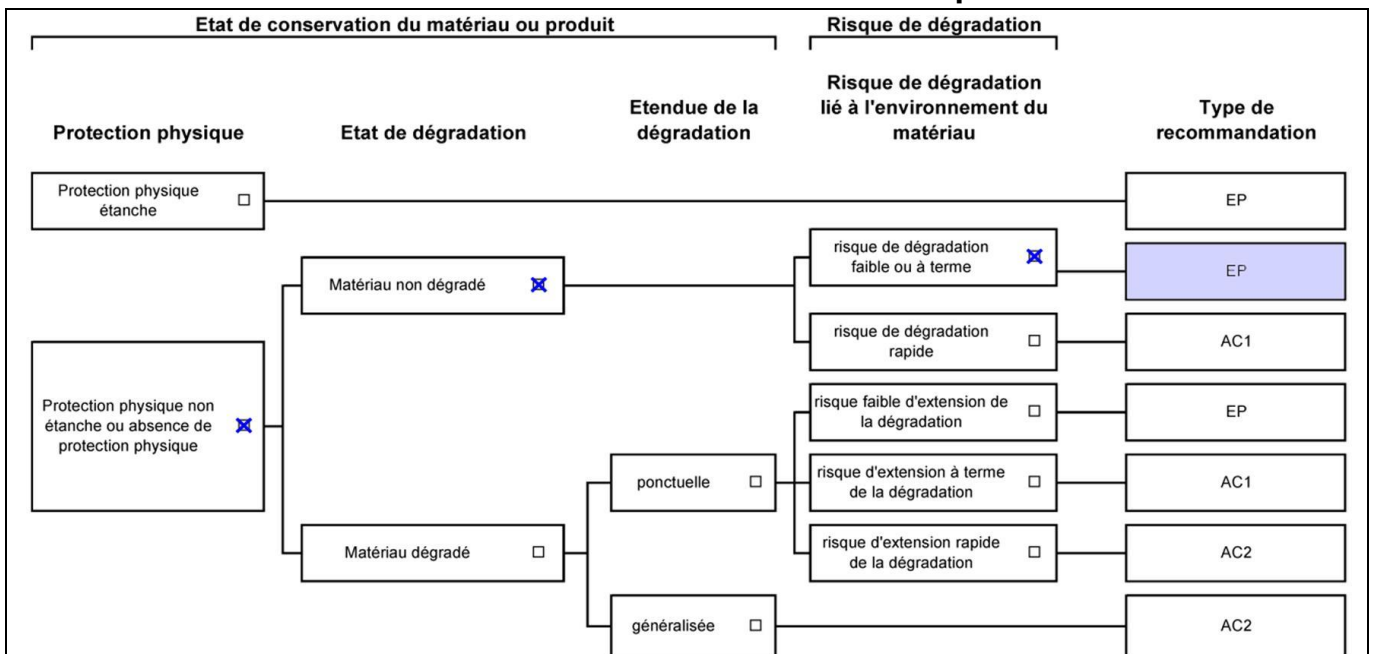 Etat de conservation du matériau ou produit
Risque de dégradation
Protection physique
Etat de dégradation
Etendue de la
dégradation
Risque de dégradation
lié à l'environnement du
matériau
Type de
recommandation
Protection physique
étanche
EP
risque de dégradation
faible ou à terme
EP
Matériau non dégradé
risque de dégradation
rapide
AC1
Protection physique non
étanche ou absence de
protection physique
risque faible d'extension de
la dégradation
EP
ponctuelle
risque d'extension à terme
de la dégradation
AC1
Matériau dégradé
risque d'extension rapide
de la dégradation
AC2
généralisée
AC2